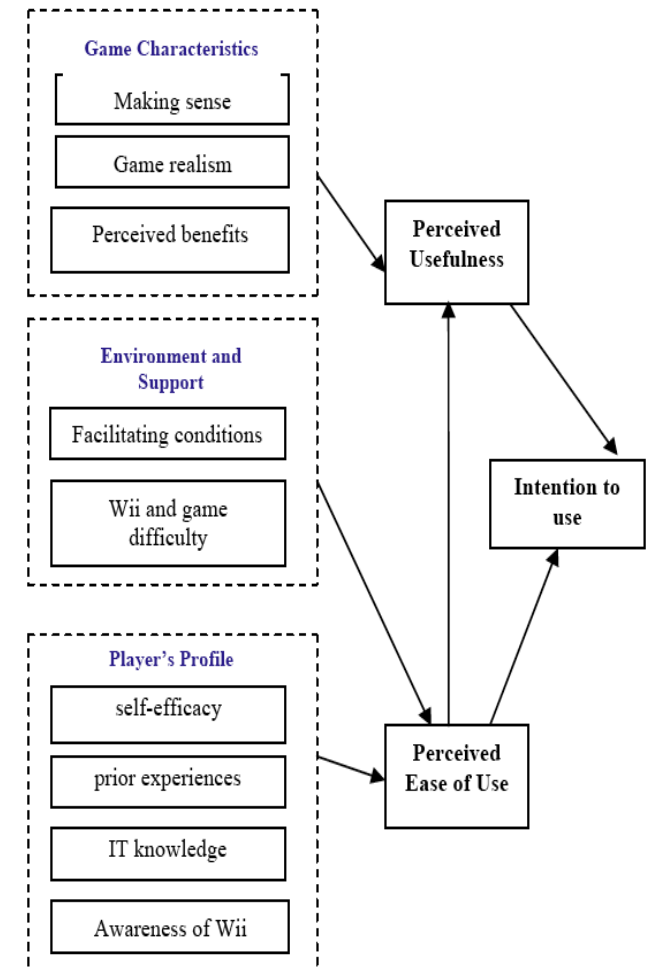 Game Characteristics
Making sense
Game realism
Perceived benefits
Environment and
Support
Facilitating conditions
Wii and game
difficulty
Player's Profile
self-efficacy
prior experiences
IT knowledge
Awareness of Wii
Perceived
Usefulness
Intention to
use
Perceived
Ease of Use